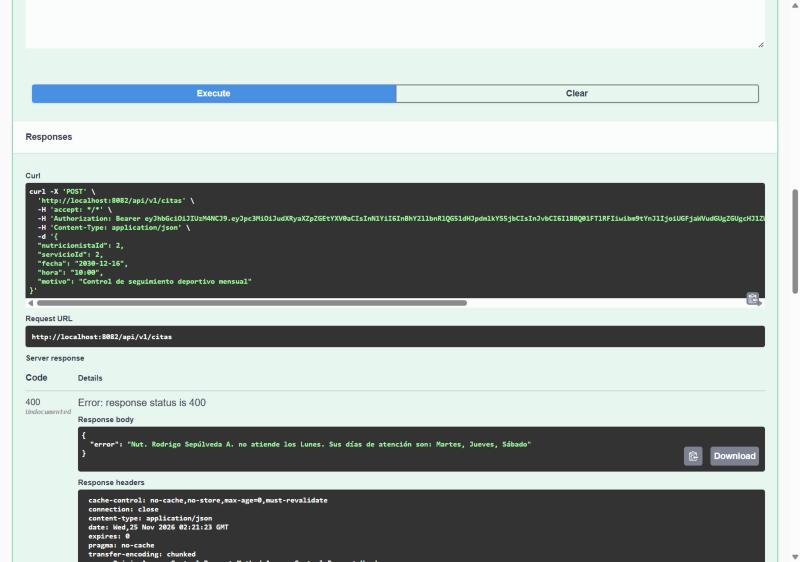 Execute
Clear
Responses
Curl
curl -X 'POST' \
'http://localhost:8082/api/v1/citas' \
-H 'accept: */*' \
-H 'Authorization: Bearer
-H 'Content-Type: application/json' \
-d '{
"nutricionistaId": 2,
"servicioId": 2,
"fecha": "2030-12-16",
"hora": "10:00",
"motivo": "Control de seguimiento deportivo mensual"
}'
Request URL
http://localhost:8082/api/v1/citas
Server response
Code
Details
400
Undocumented
Error: response status is 400
Response body
{
"error": "Nut. Rodrigo Sepúlveda A. no atiende los Lunes. Sus días de atención son: Martes, Jueves, Sábado"
}
Download
Response headers
cache-control: no-cache,no-store,max-age=0,must-revalidate
connection: close
content-type: application/json
date: Wed,25 Nov 2026 02:21:23 GMT
expires: 0
pragma: no-cache
transfer-encoding: chunked